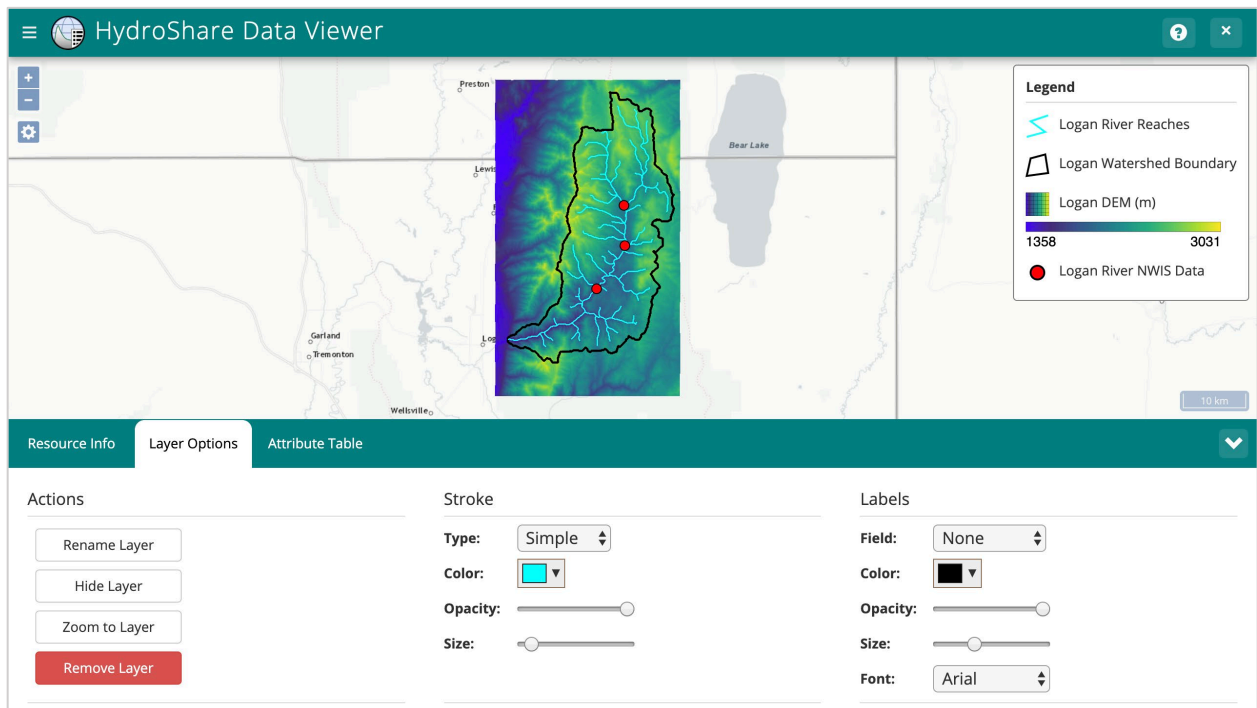 HydroShare Data Viewer
?
×
+
−
Preston
Bear Lake
Lewis
Garland
Tremonton
Log
Wellsville
Legend
Logan River Reaches
Logan Watershed Boundary
Logan DEM (m)
1358 3031
Logan River NWIS Data
10 km
Resource Info Layer Options Attribute Table
Actions
Rename Layer
Hide Layer
Zoom to Layer
Remove Layer
Stroke
Type: Simple
Color:
Opacity:
Size:
Labels
Field: None
Color:
Opacity:
Size:
Font: Arial